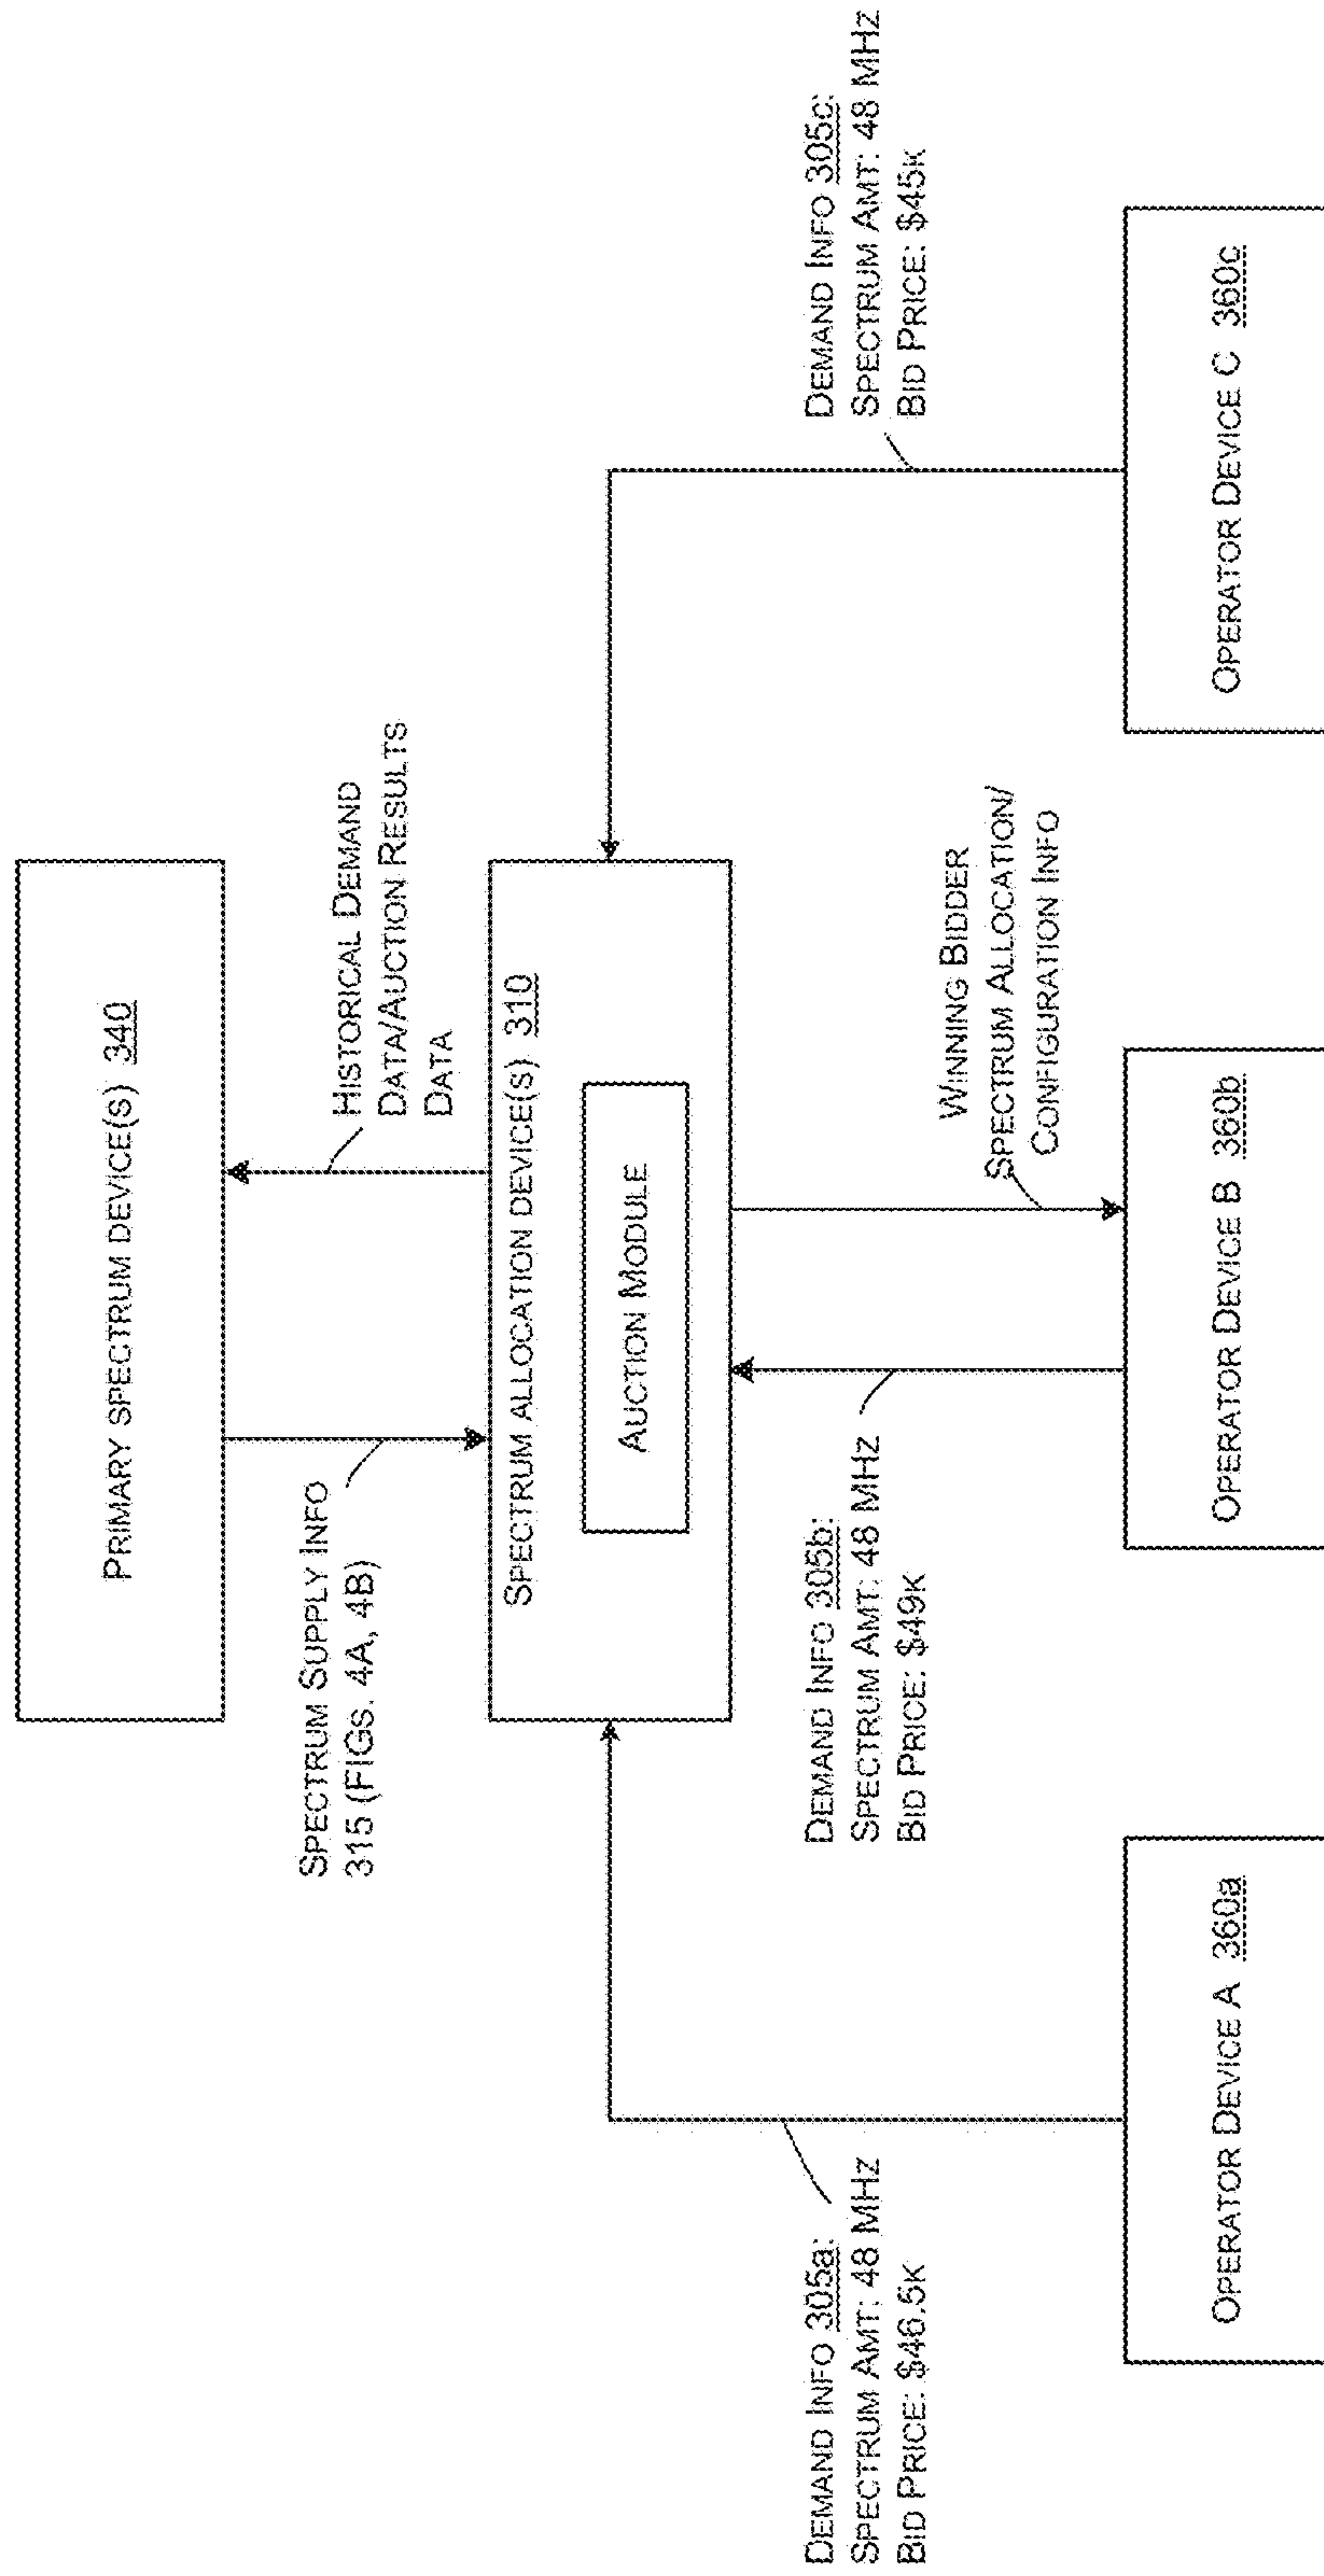 PRIMARY SPECTRUM DEVICE(S) 340
SPECTRUM SUPPLY INFO
315 (FIGS. 4A, 4B)
HISTORICAL DEMAND
DATA/AUCTION RESULTS
DATA
SPECTRUM ALLOCATION DEVICE(S) 310
AUCTION MODULE
DEMAND INFO 305a:
SPECTRUM AMT: 48 MHZ
BID PRICE: $46.5K
DEMAND INFO 305b:
SPECTRUM AMT: 48 MHZ
BID PRICE: $49K
WINNING BIDDER
SPECTRUM ALLOCATION/
CONFIGURATION INFO
DEMAND INFO 305c:
SPECTRUM AMT: 48 MHZ
BID PRICE: $45K
OPERATOR DEVICE A 360a
OPERATOR DEVICE B 360b
OPERATOR DEVICE C 360c